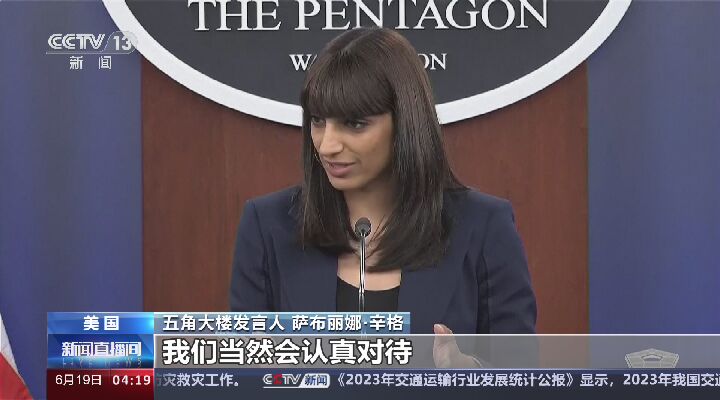 THE PENTAGON
WASHINGTON
CCTV 13
新闻
美国
五角大楼发言人 萨布丽娜·辛格
新闻直播间
我们当然会认真对待
6月19日 04:19 灾救灾工作。 CCTV 新闻 《2023年交通运输行业发展统计公报》显示，2023年我国交通